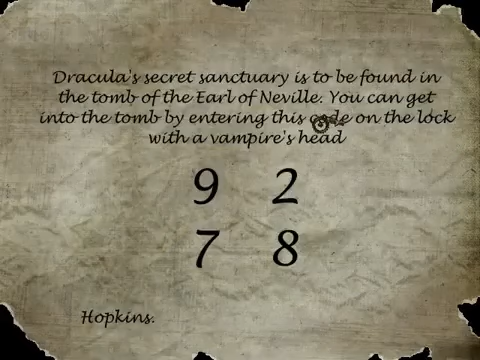 Dracula's secret sanctuary is to be found in
the tomb of the Earl of Neville. You can get
into the tomb by entering this code on the lock
with a vampire's head
9 2
7 8
Hopkins.